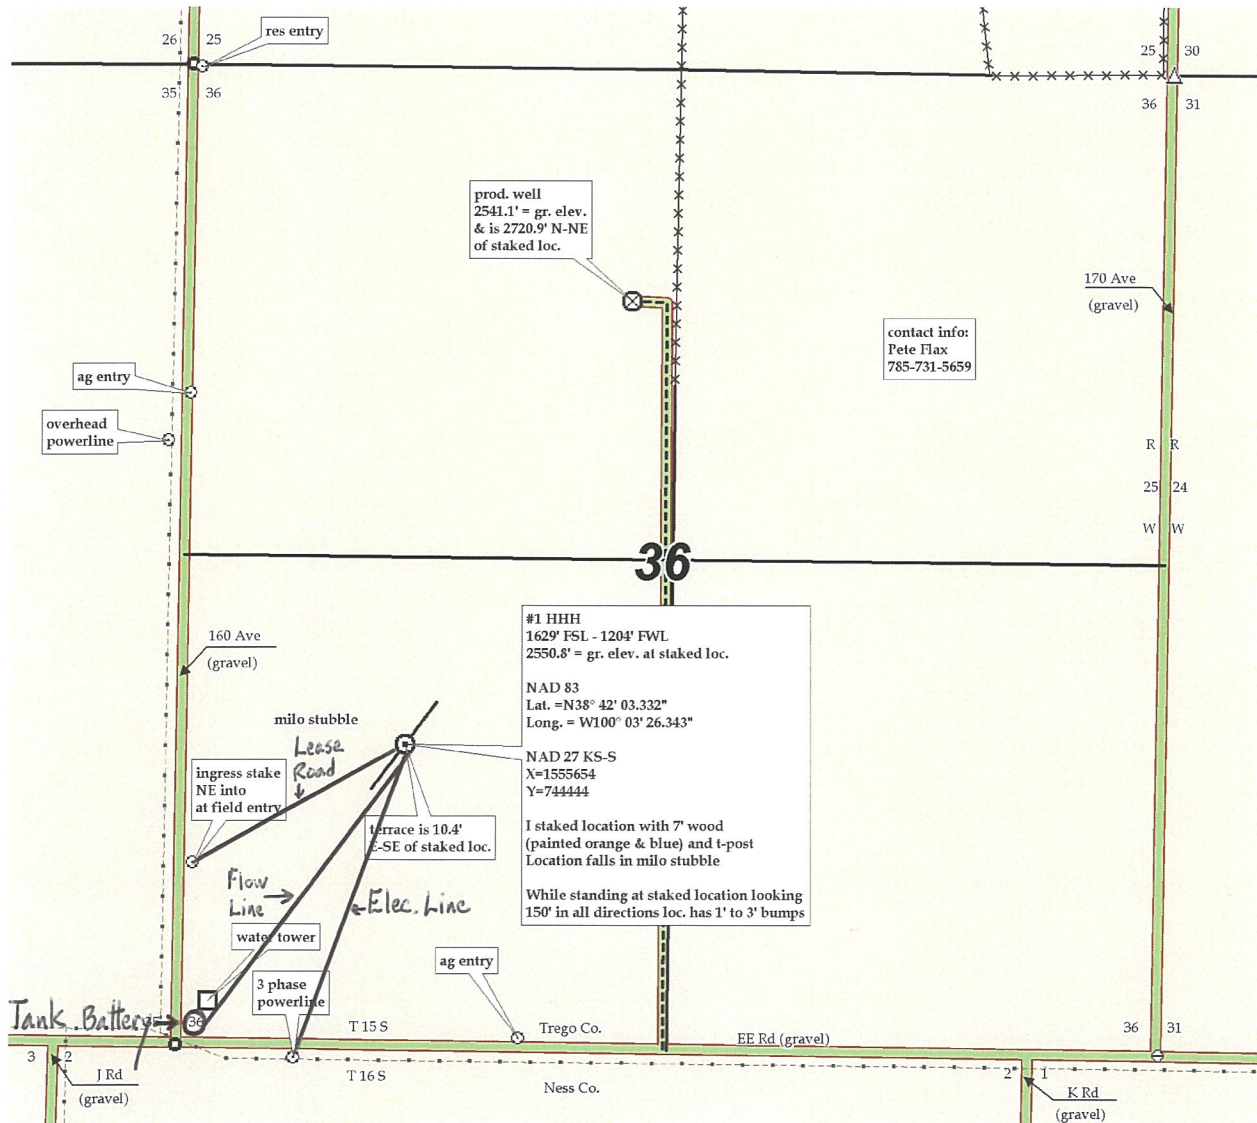 26 25
res entry
35 36
25 30
36 31
prod. well
2541.1' = gr. elev.
& is 2720.9' N-NE
of staked loc.
170 Ave
(gravel)
contact info:
Pete Flax
785-731-5659
ag entry
overhead
powerline
R R
25 24
W W
36
#1 HHH
1629' FSL - 1204' FWL
2550.8' = gr. elev. at staked loc.
NAD 83
Lat. =N38° 42' 03.332"
Long. = W100° 03' 26.343"
NAD 27 KS-S
X=1555654
Y=744444
I staked location with 7' wood
(painted orange & blue) and t-post
Location falls in milo stubble
While standing at staked location looking
150' in all directions loc. has 1' to 3' bumps
160 Ave
(gravel)
milo stubble
Lease
Road
ingress stake
NE into
at field entry
terrace is 10.4'
E-SE of staked loc.
Flow
Line
Elec. Line
water tower
ag entry
3 phase
powerline
Tank Battery
35 36
T 15 S
Trego Co.
EE Rd (gravel)
36 31
3 2
J Rd
(gravel)
T 16 S
Ness Co.
2 1
K Rd
(gravel)